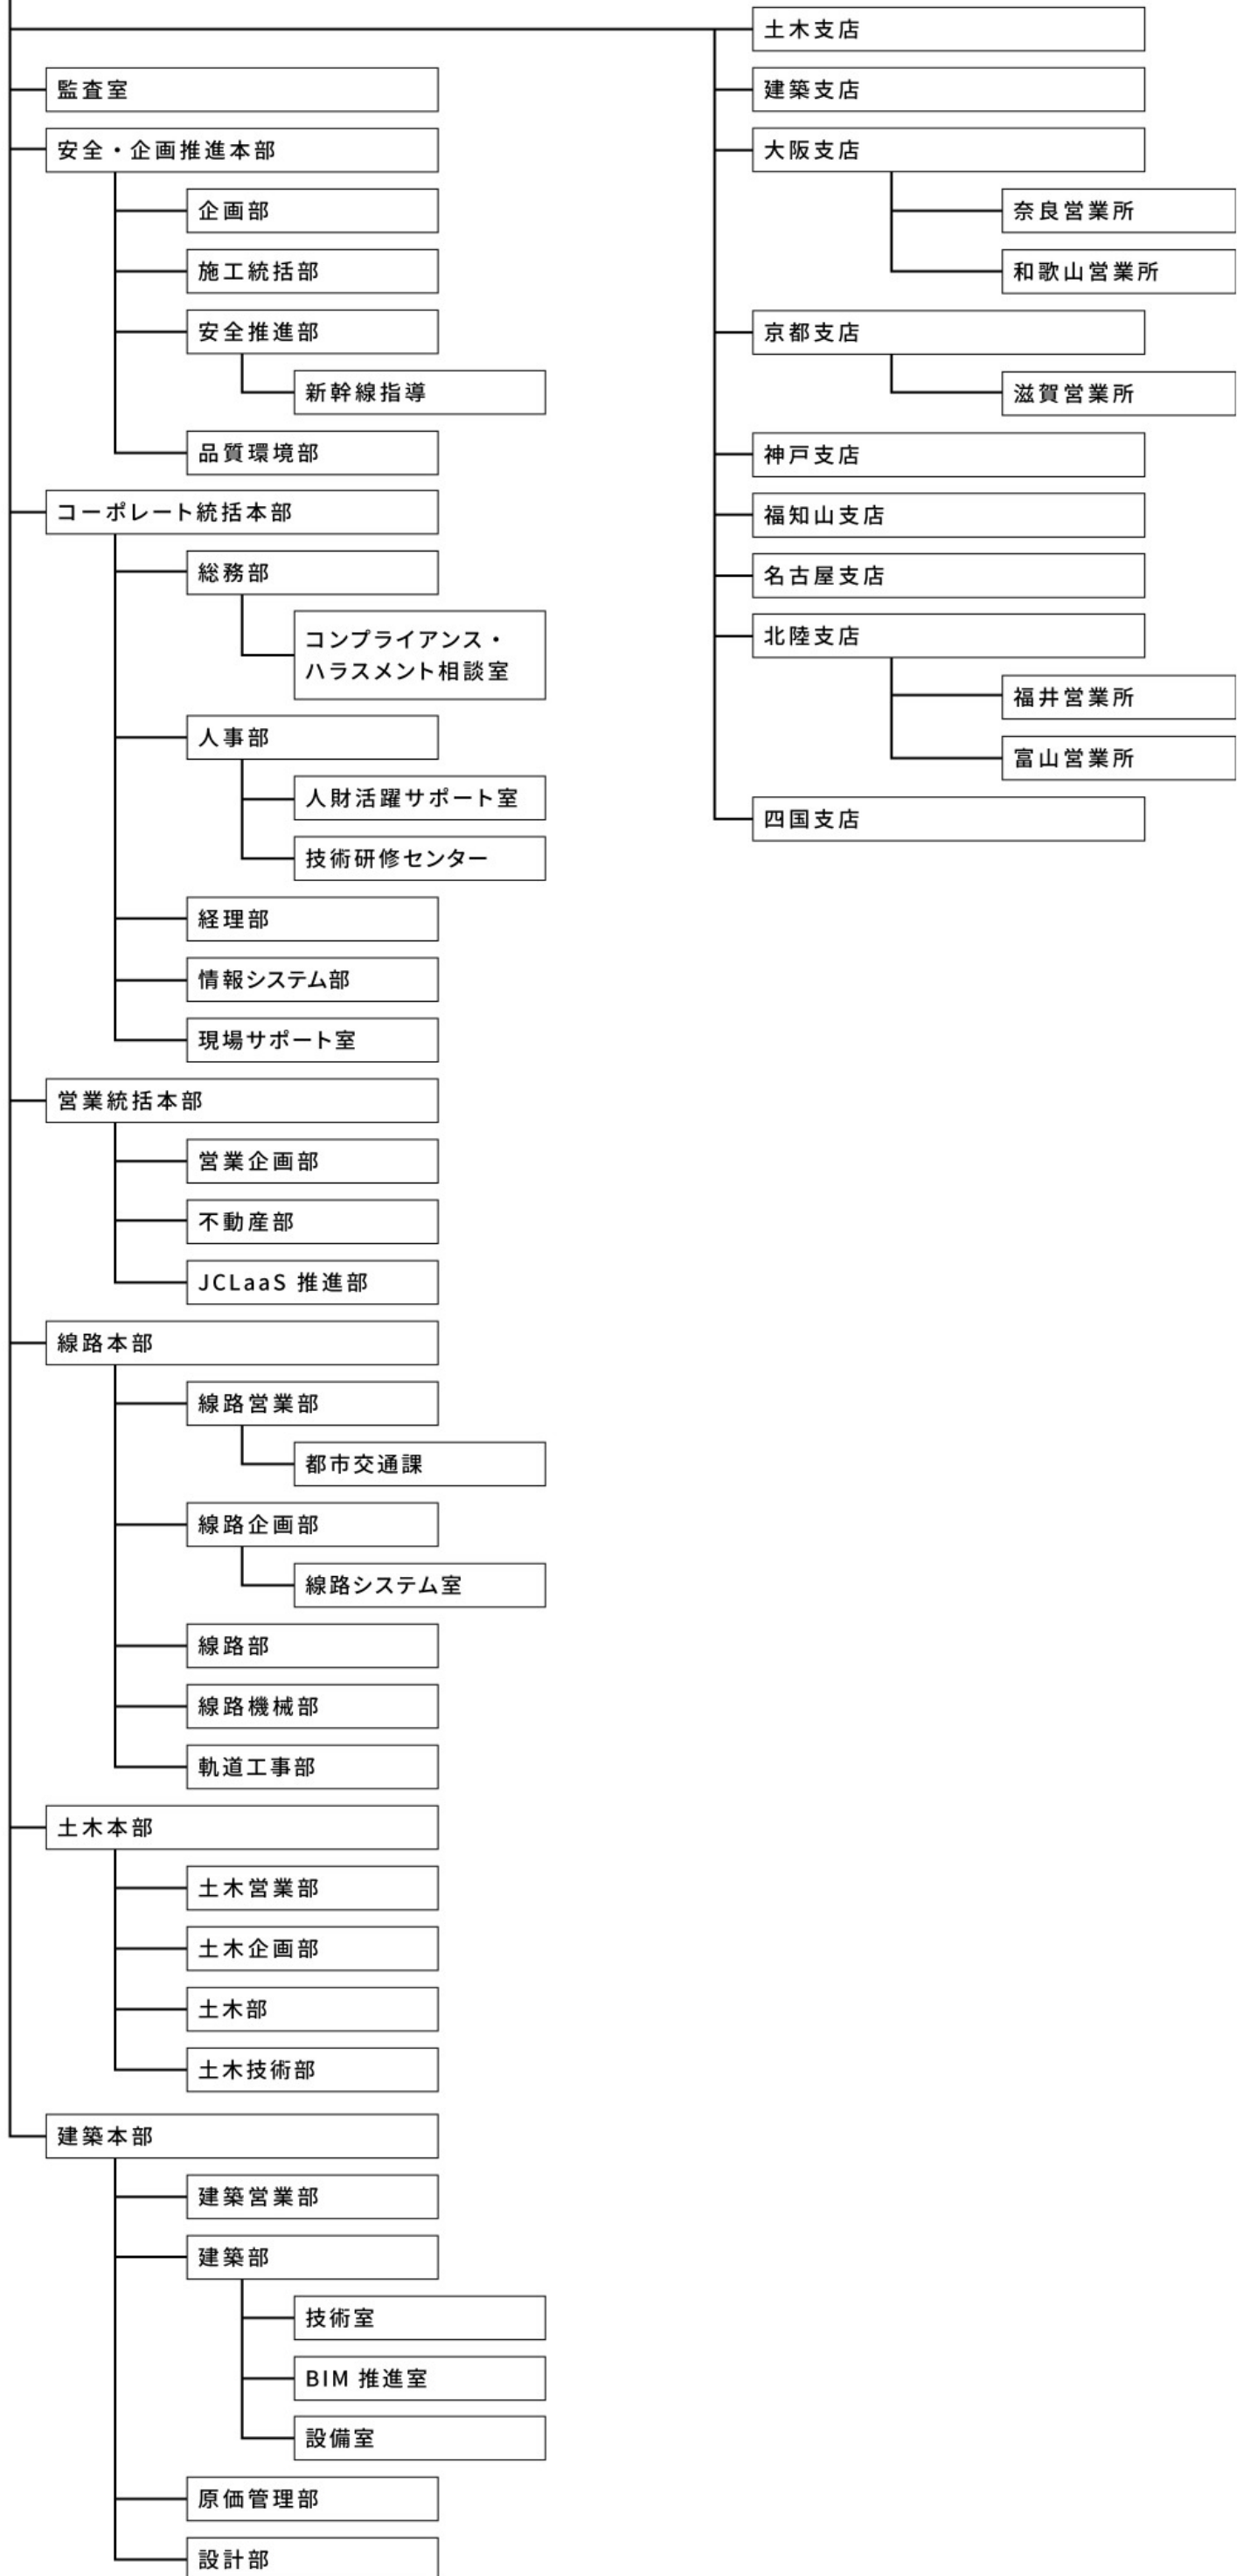 監査室
安全・企画推進本部
企画部
施工統括部
安全推進部
新幹線指導
品質環境部
コーポレート統括本部
総務部
コンプライアンス・
ハラスメント相談室
人事部
人財活躍サポート室
技術研修センター
経理部
情報システム部
現場サポート室
営業統括本部
営業企画部
不動産部
JCLaaS 推進部
線路本部
線路営業部
都市交通課
線路企画部
線路システム室
線路部
線路機械部
軌道工事部
土木本部
土木営業部
土木企画部
土木部
土木技術部
建築本部
建築営業部
建築部
技術室
BIM 推進室
設備室
原価管理部
設計部
土木支店
建築支店
大阪支店
奈良営業所
和歌山営業所
京都支店
滋賀営業所
神戸支店
福知山支店
名古屋支店
北陸支店
福井営業所
富山営業所
四国支店